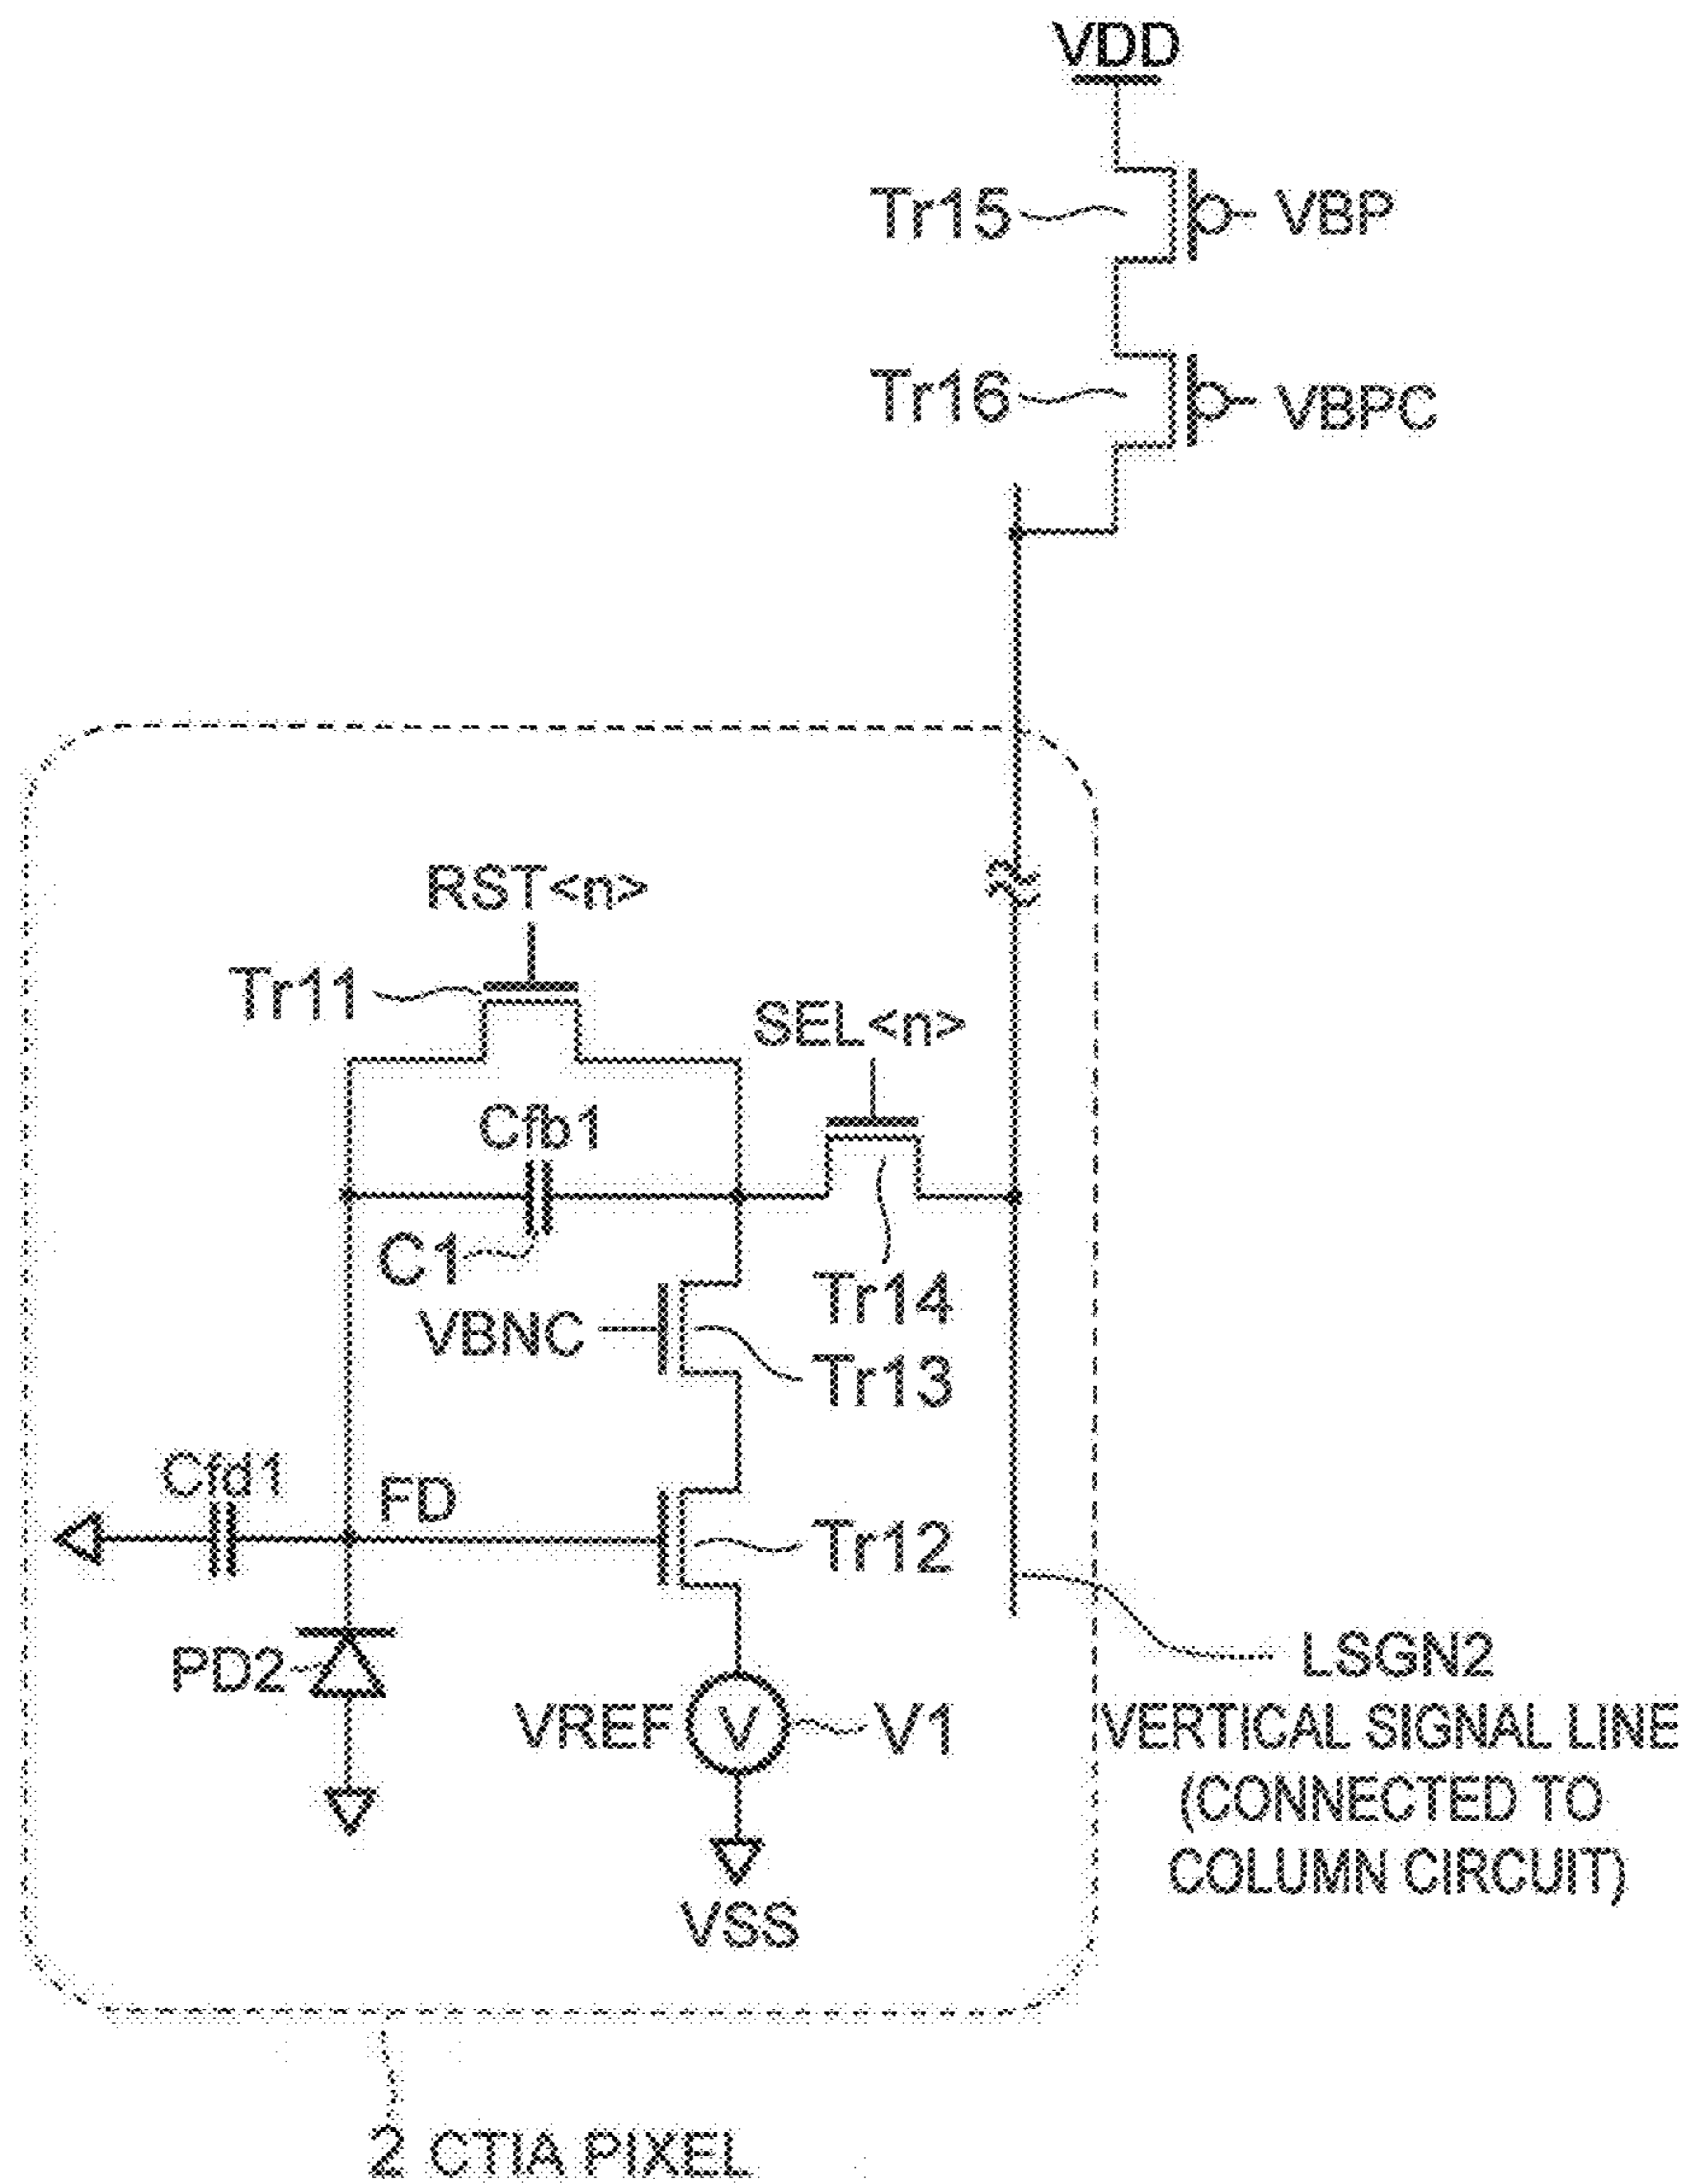 VDD
Tr15
VBP
Tr16
VBPC
RST<n>
Tr11
SEL<n>
Cfb1
C1
Tr14
VBNC
Tr13
Cfd1
FD
Tr12
PD2
VREF
V
V1
LSGN2
VERTICAL SIGNAL LINE
(CONNECTED TO
COLUMN CIRCUIT)
VSS
2 CTIA PIXEL